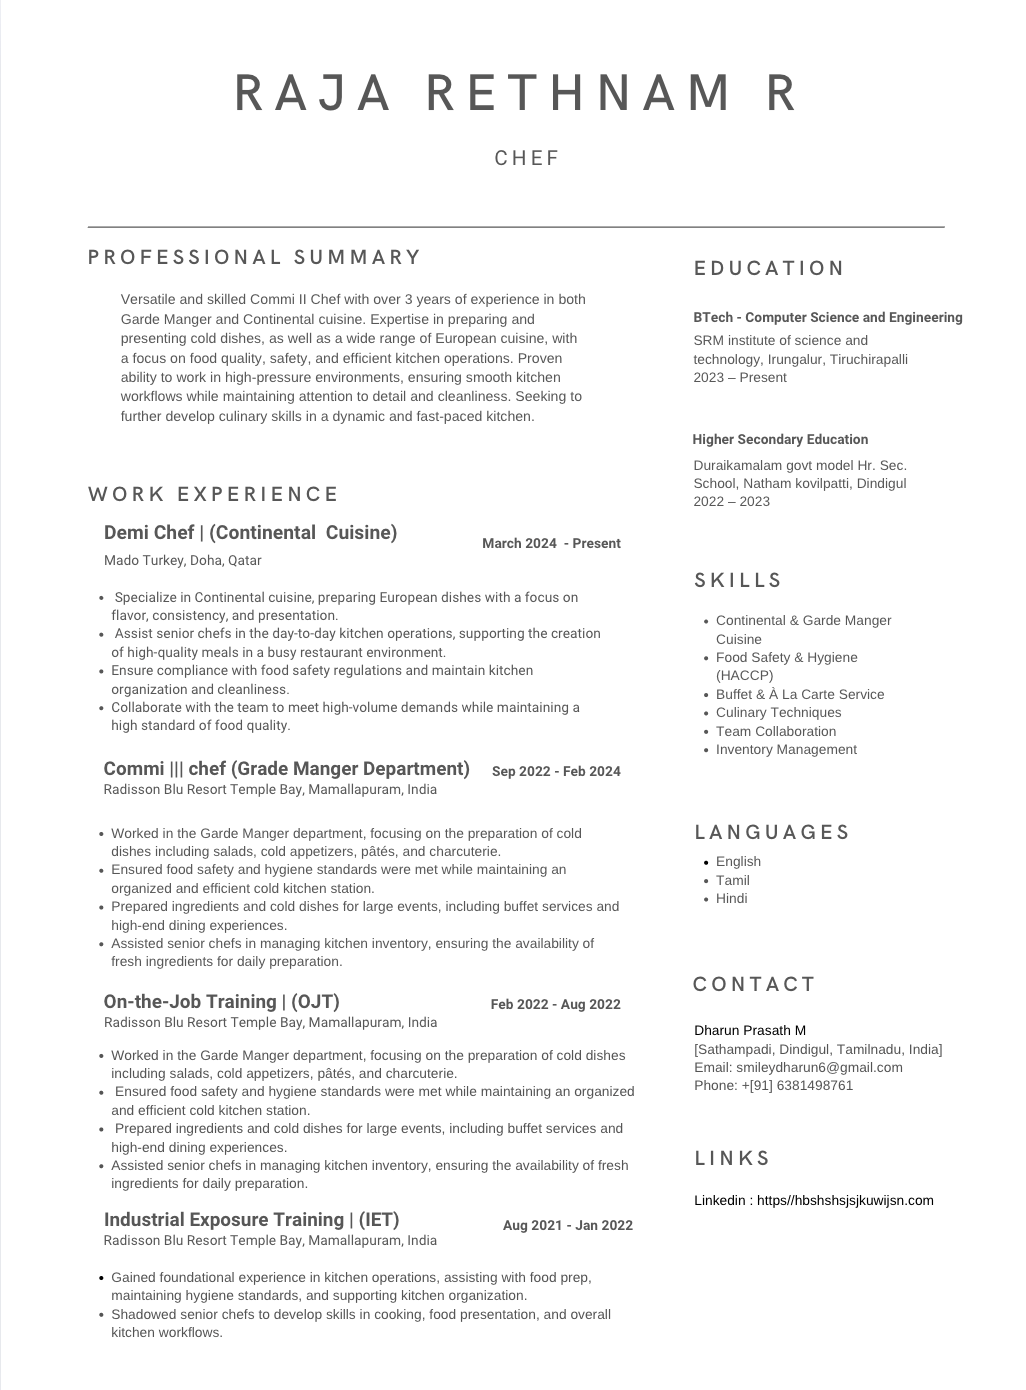 RAJA RETHNAM R
CHEF
PROFESSIONAL SUMMARY
Versatile and skilled Commi II Chef with over 3 years of experience in both
Garde Manger and Continental cuisine. Expertise in preparing and
presenting cold dishes, as well as a wide range of European cuisine, with
a focus on food quality, safety, and efficient kitchen operations. Proven
ability to work in high-pressure environments, ensuring smooth kitchen
workflows while maintaining attention to detail and cleanliness. Seeking to
further develop culinary skills in a dynamic and fast-paced kitchen.
WORK EXPERIENCE
Demi Chef | (Continental  Cuisine)
March 2024  - Present
Mado Turkey, Doha, Qatar
• Specialize in Continental cuisine, preparing European dishes with a focus on
flavor, consistency, and presentation.
• Assist senior chefs in the day-to-day kitchen operations, supporting the creation
of high-quality meals in a busy restaurant environment.
• Ensure compliance with food safety regulations and maintain kitchen
organization and cleanliness.
• Collaborate with the team to meet high-volume demands while maintaining a
high standard of food quality.
Commi ||| chef (Grade Manger Department)
Sep 2022 - Feb 2024
Radisson Blu Resort Temple Bay, Mamallapuram, India
• Worked in the Garde Manger department, focusing on the preparation of cold
dishes including salads, cold appetizers, pâtés, and charcuterie.
• Ensured food safety and hygiene standards were met while maintaining an
organized and efficient cold kitchen station.
• Prepared ingredients and cold dishes for large events, including buffet services and
high-end dining experiences.
• Assisted senior chefs in managing kitchen inventory, ensuring the availability of
fresh ingredients for daily preparation.
On-the-Job Training | (OJT)
Feb 2022 - Aug 2022
Radisson Blu Resort Temple Bay, Mamallapuram, India
• Worked in the Garde Manger department, focusing on the preparation of cold dishes
including salads, cold appetizers, pâtés, and charcuterie.
• Ensured food safety and hygiene standards were met while maintaining an organized
and efficient cold kitchen station.
• Prepared ingredients and cold dishes for large events, including buffet services and
high-end dining experiences.
• Assisted senior chefs in managing kitchen inventory, ensuring the availability of fresh
ingredients for daily preparation.
Industrial Exposure Training | (IET)
Aug 2021 - Jan 2022
Radisson Blu Resort Temple Bay, Mamallapuram, India
• Gained foundational experience in kitchen operations, assisting with food prep,
maintaining hygiene standards, and supporting kitchen organization.
• Shadowed senior chefs to develop skills in cooking, food presentation, and overall
kitchen workflows.
EDUCATION
BTech - Computer Science and Engineering
SRM institute of science and
technology, Irungalur, Tiruchirapalli
2023 – Present
Higher Secondary Education
Duraikamalam govt model Hr. Sec.
School, Natham kovilpatti, Dindigul
2022 – 2023
SKILLS
• Continental & Garde Manger
Cuisine
• Food Safety & Hygiene
(HACCP)
• Buffet & À La Carte Service
• Culinary Techniques
• Team Collaboration
• Inventory Management
LANGUAGES
• English
• Tamil
• Hindi
CONTACT
Dharun Prasath M
[Sathampadi, Dindigul, Tamilnadu, India]
Email: smileydharun6@gmail.com
Phone: +[91] 6381498761
LINKS
Linkedin : https//hbshshsjsjkuwijsn.com